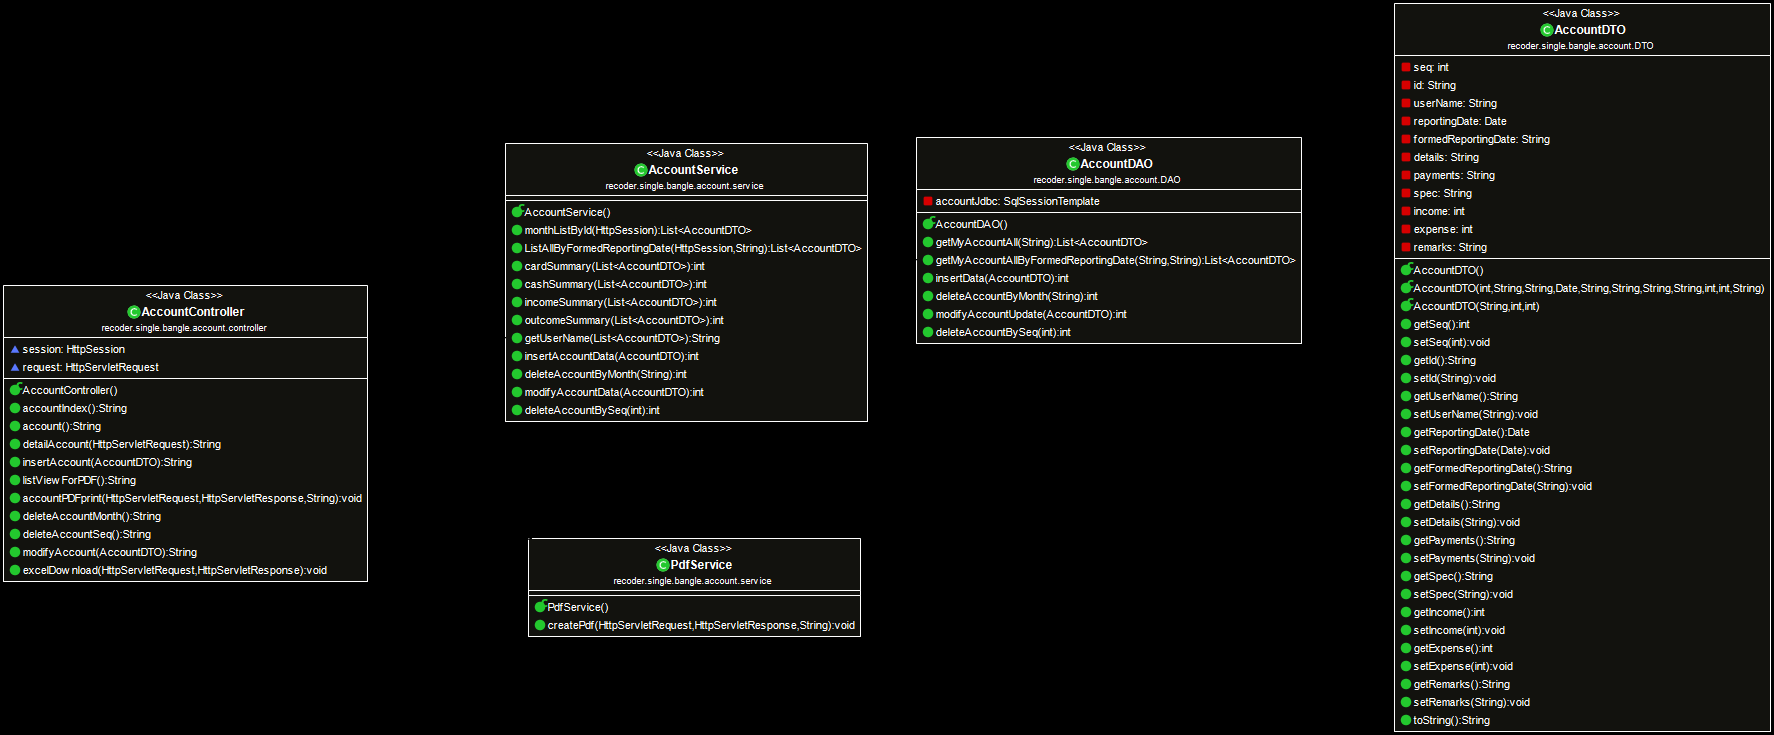 <<Java Class>>
AccountController
recoder.single.bangle.account.controller
session: HttpSession
request: HttpServletRequest
AccountController()
accountIndex():String
account():String
detailAccount(HttpServletRequest):String
insertAccount(AccountDTO):String
listViewForPDF():String
accountPDFprint(HttpServletRequest,HttpServletResponse,String):void
deleteAccountMonth():String
deleteAccountSeq():String
modifyAccount(AccountDTO):String
excelDownload(HttpServletRequest,HttpServletResponse):void
<<Java Class>>
AccountService
recoder.single.bangle.account.service
AccountService()
monthListById(HttpSession):List<AccountDTO>
ListAllByFormedReportingDate(HttpSession,String):List<AccountDTO>
cardSummary(List<AccountDTO>):int
cashSummary(List<AccountDTO>):int
incomeSummary(List<AccountDTO>):int
outcomeSummary(List<AccountDTO>):int
getUserName(List<AccountDTO>):String
insertAccountData(AccountDTO):int
deleteAccountByMonth(String):int
modifyAccountData(AccountDTO):int
deleteAccountBySeq(int):int
<<Java Class>>
PdfService
recoder.single.bangle.account.service
PdfService()
createPdf(HttpServletRequest,HttpServletResponse,String):void
<<Java Class>>
AccountDAO
recoder.single.bangle.account.DAO
accountJdbc: SqlSessionTemplate
AccountDAO()
getMyAccountAll(String):List<AccountDTO>
getMyAccountAllByFormedReportingDate(String,String):List<AccountDTO>
insertData(AccountDTO):int
deleteAccountByMonth(String):int
modifyAccountUpdate(AccountDTO):int
deleteAccountBySeq(int):int
<<Java Class>>
AccountDTO
recoder.single.bangle.account.DTO
seq: int
id: String
userName: String
reportingDate: Date
formedReportingDate: String
details: String
payments: String
spec: String
income: int
expense: int
remarks: String
AccountDTO()
AccountDTO(int,String,String,Date,String,String,String,String,int,int,String)
AccountDTO(String,int,int)
getSeq():int
setSeq(int):void
getId():String
setId(String):void
getUserName():String
setUserName(String):void
getReportingDate():Date
setReportingDate(Date):void
getFormedReportingDate():String
setFormedReportingDate(String):void
getDetails():String
setDetails(String):void
getPayments():String
setPayments(String):void
getSpec():String
setSpec(String):void
getIncome():int
setIncome(int):void
getExpense():int
setExpense(int):void
getRemarks():String
setRemarks(String):void
toString():String